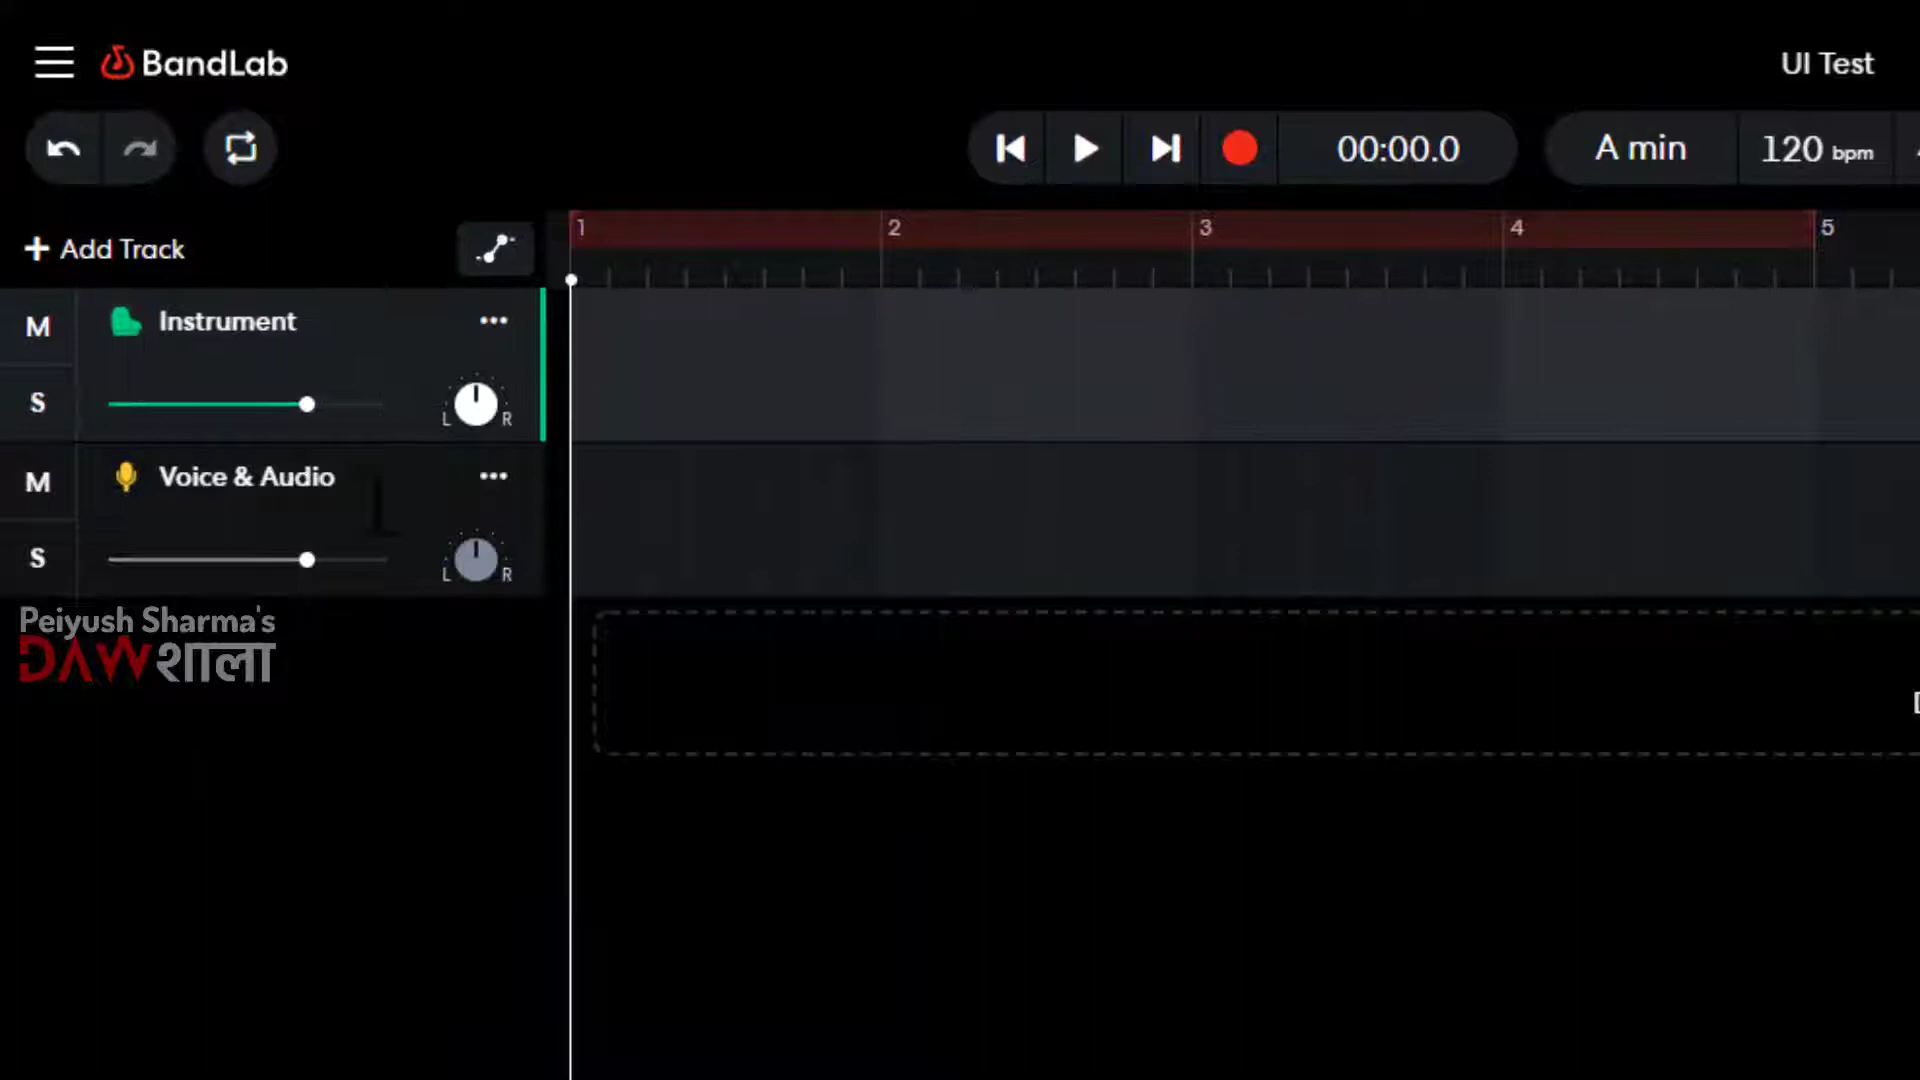 BandLab
UI Test
00:00.0
A min
120 bpm
Add Track
1
2
3
4
5
M
Instrument
S
L
R
M
Voice & Audio
S
L
R
Peiyush Sharma's
DAWशाला